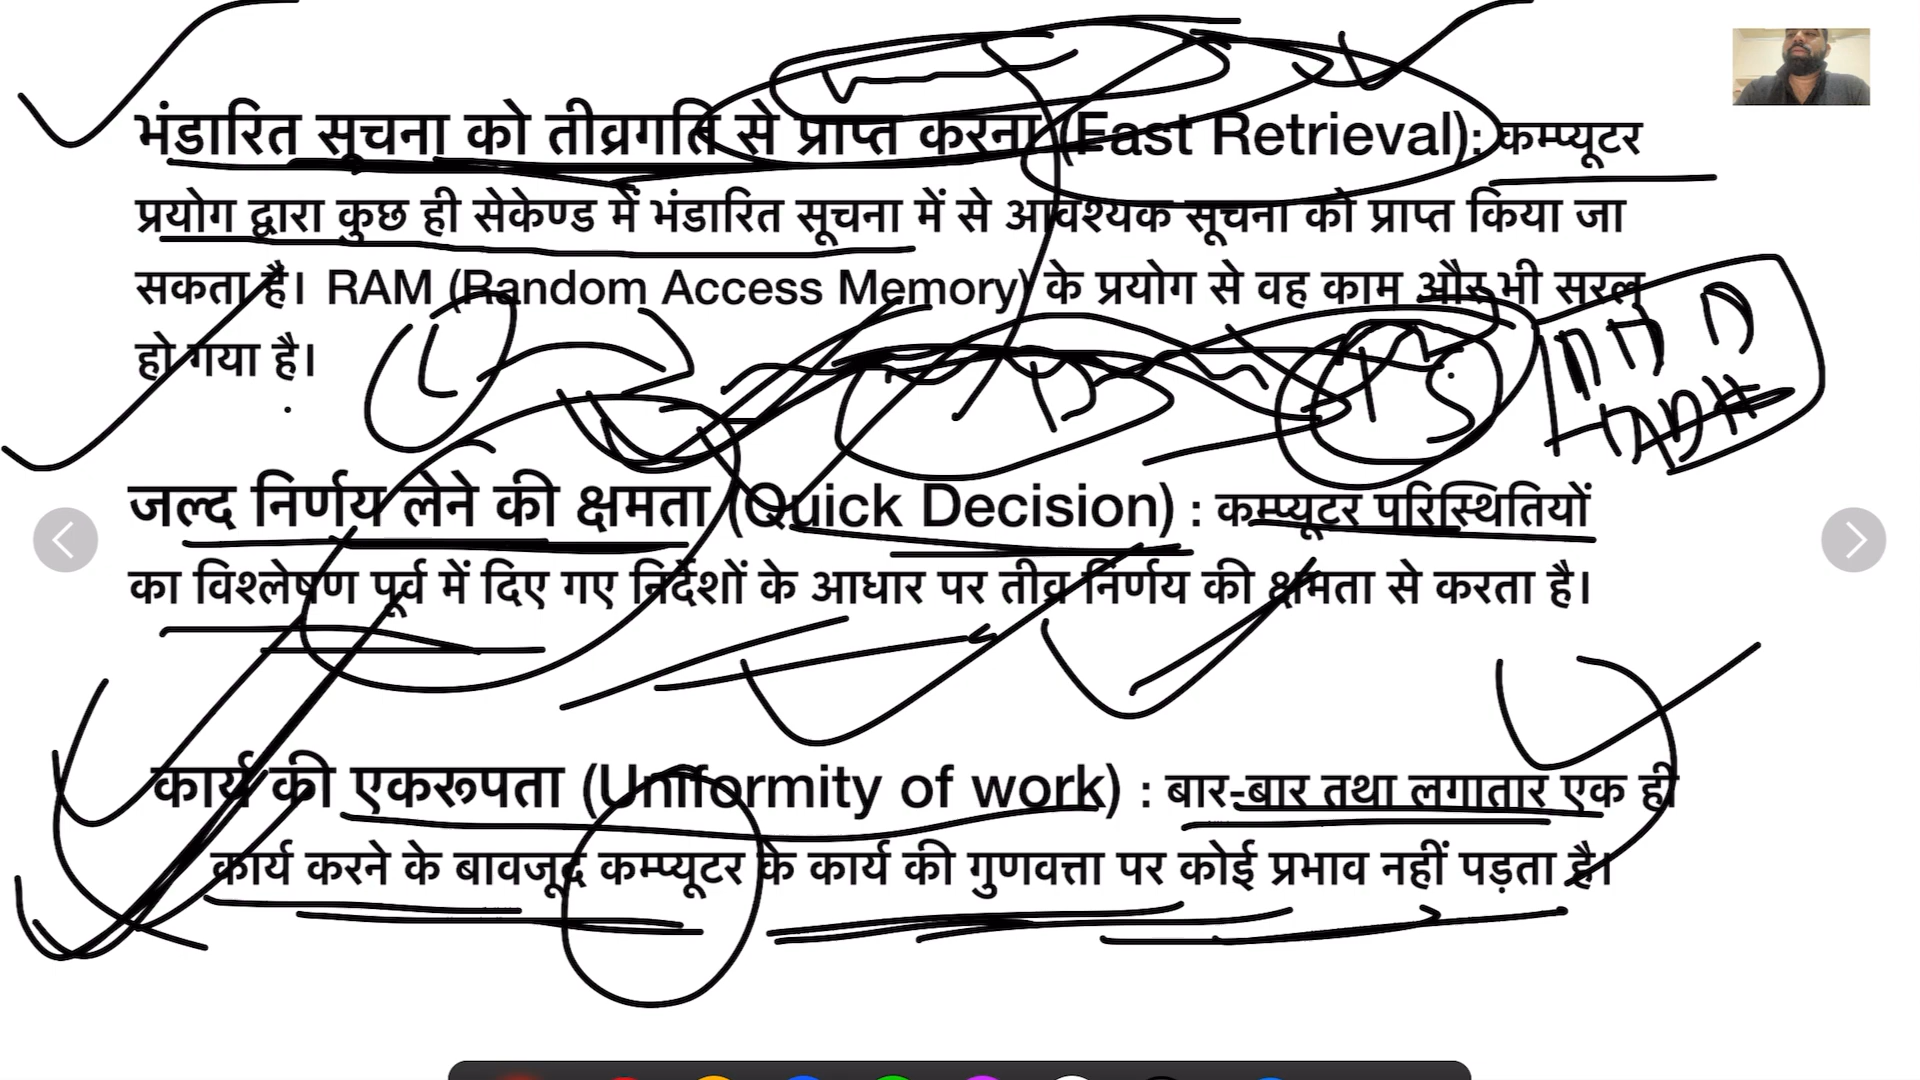 भंडारित सूचना को तीव्रगति से प्राप्त करना (Fast Retrieval): कम्प्यूटर
प्रयोग द्वारा कुछ ही सेकेण्ड में भंडारित सूचना में से आवश्यक सूचना को प्राप्त किया जा
सकता है। RAM (Random Access Memory) के प्रयोग से वह काम और भी सरल
हो गया है।
जल्द निर्णय लेने की क्षमता (Quick Decision) : कम्प्यूटर परिस्थितियों
का विश्लेषण पूर्व में दिए गए निर्देशों के आधार पर तीव्र निर्णय की क्षमता से करता है।
कार्य की एकरूपता (Uniformity of work) : बार-बार तथा लगातार एक ही
कार्य करने के बावजूद कम्प्यूटर के कार्य की गुणवत्ता पर कोई प्रभाव नहीं पड़ता है।